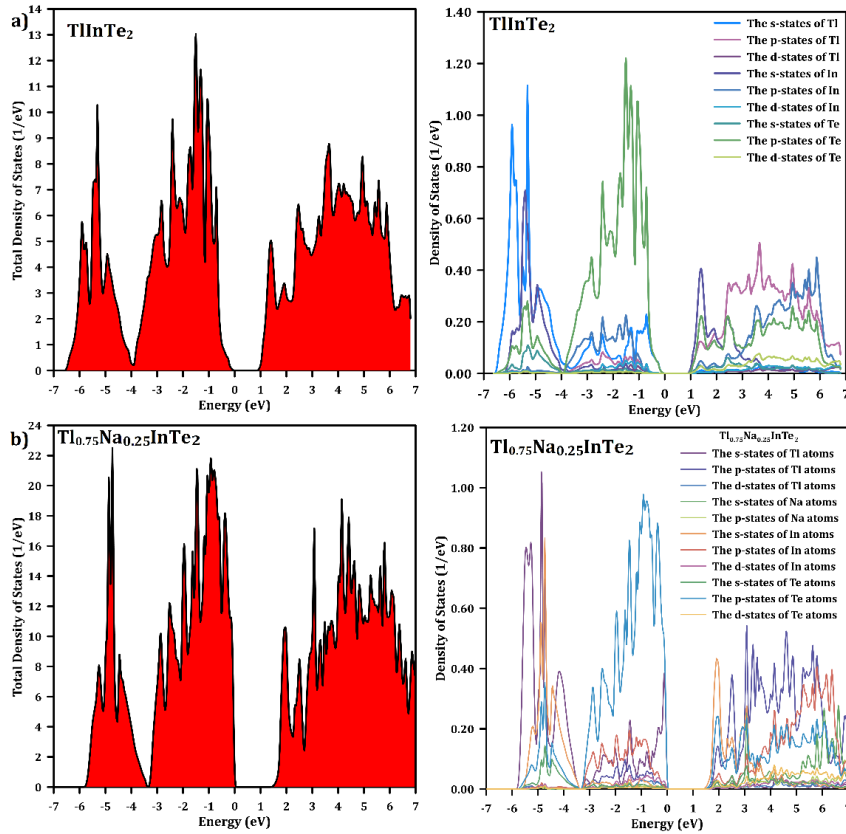 a)
TlInTe2
14
13
12
11
10
9
8
7
6
5
4
3
2
1
0
Total Density of States (1/eV)
-7 -6 -5 -4 -3 -2 -1 0 1 2 3 4 5 6 7
Energy (eV)
TlInTe2
1.40
1.20
1.00
0.80
0.60
0.40
0.20
0.00
Density of States (1/eV)
The s-states of Tl
The p-states of Tl
The d-states of Tl
The s-states of In
The p-states of In
The d-states of In
The s-states of Te
The p-states of Te
The d-states of Te
-7 -6 -5 -4 -3 -2 -1 0 1 2 3 4 5 6 7
Energy (eV)
b)
Tl0.75Na0.25InTe2
24
22
20
18
16
14
12
10
8
6
4
2
0
Total Density of States (1/eV)
-7 -6 -5 -4 -3 -2 -1 0 1 2 3 4 5 6 7
Energy (eV)
Tl0.75Na0.25InTe2
1.20
1.00
0.80
0.60
0.40
0.20
0.00
Density of States (1/eV)
Tl0.75Na0.25InTe2
The s-states of Tl atoms
The p-states of Tl atoms
The d-states of Tl atoms
The s-states of Na atoms
The p-states of Na atoms
The s-states of In atoms
The p-states of In atoms
The d-states of In atoms
The s-states of Te atoms
The p-states of Te atoms
The d-states of Te atoms
-7 -6 -5 -4 -3 -2 -1 0 1 2 3 4 5 6 7
Energy (eV)